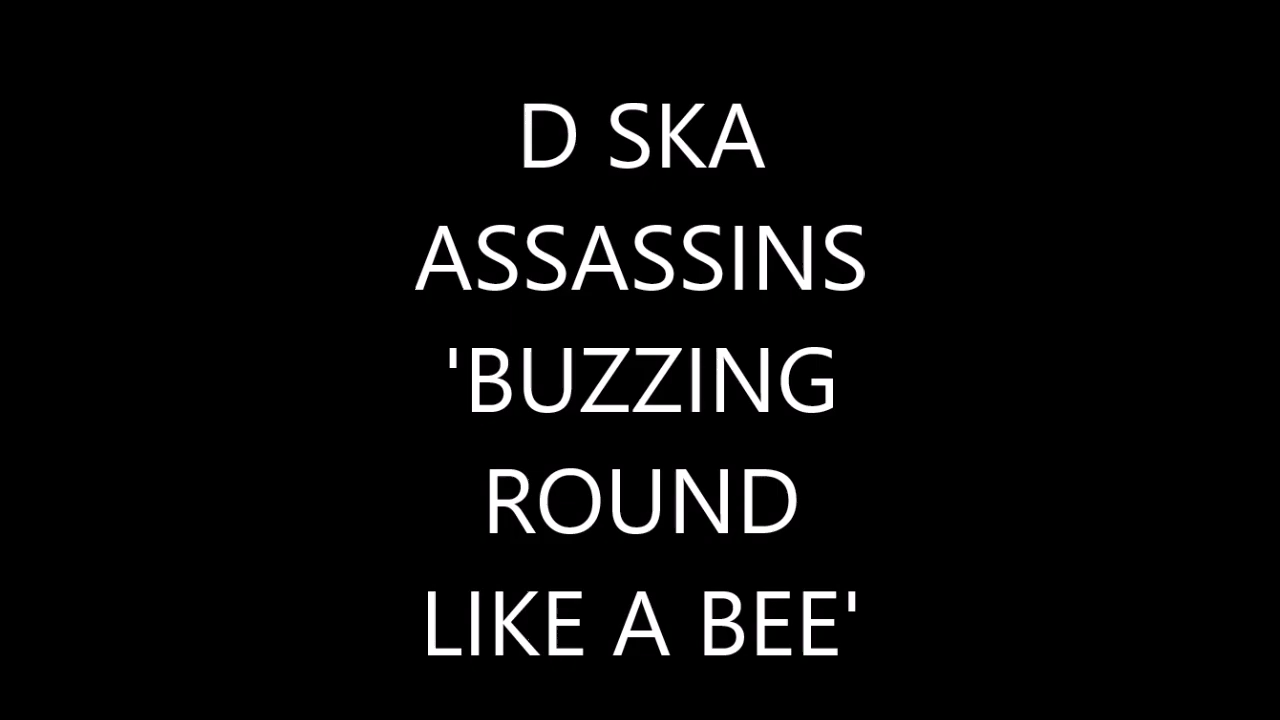 D SKA
ASSASSINS
'BUZZING
ROUND
LIKE A BEE'